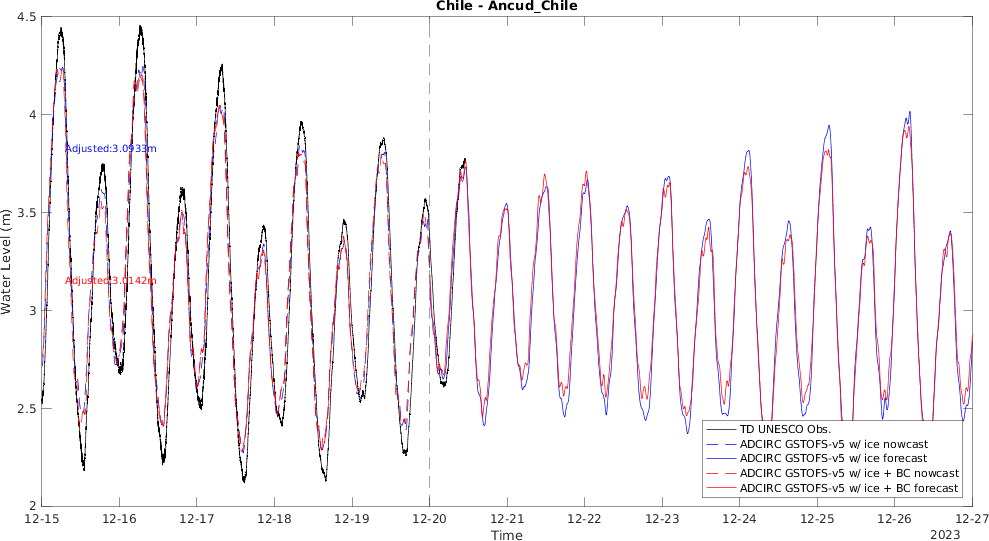 Chile - Ancud_Chile
4.5
4
3.5
3
2.5
2
Water Level (m)
Adjusted:3.0933m
Adjusted:3.0142m
TD UNESCO Obs.
ADCIRC GSTOFS-v5 w/ ice nowcast
ADCIRC GSTOFS-v5 w/ ice forecast
ADCIRC GSTOFS-v5 w/ ice + BC nowcast
ADCIRC GSTOFS-v5 w/ ice + BC forecast
12-15 12-16 12-17 12-18 12-19 12-20 12-21 12-22 12-23 12-24 12-25 12-26 12-27
Time
2023